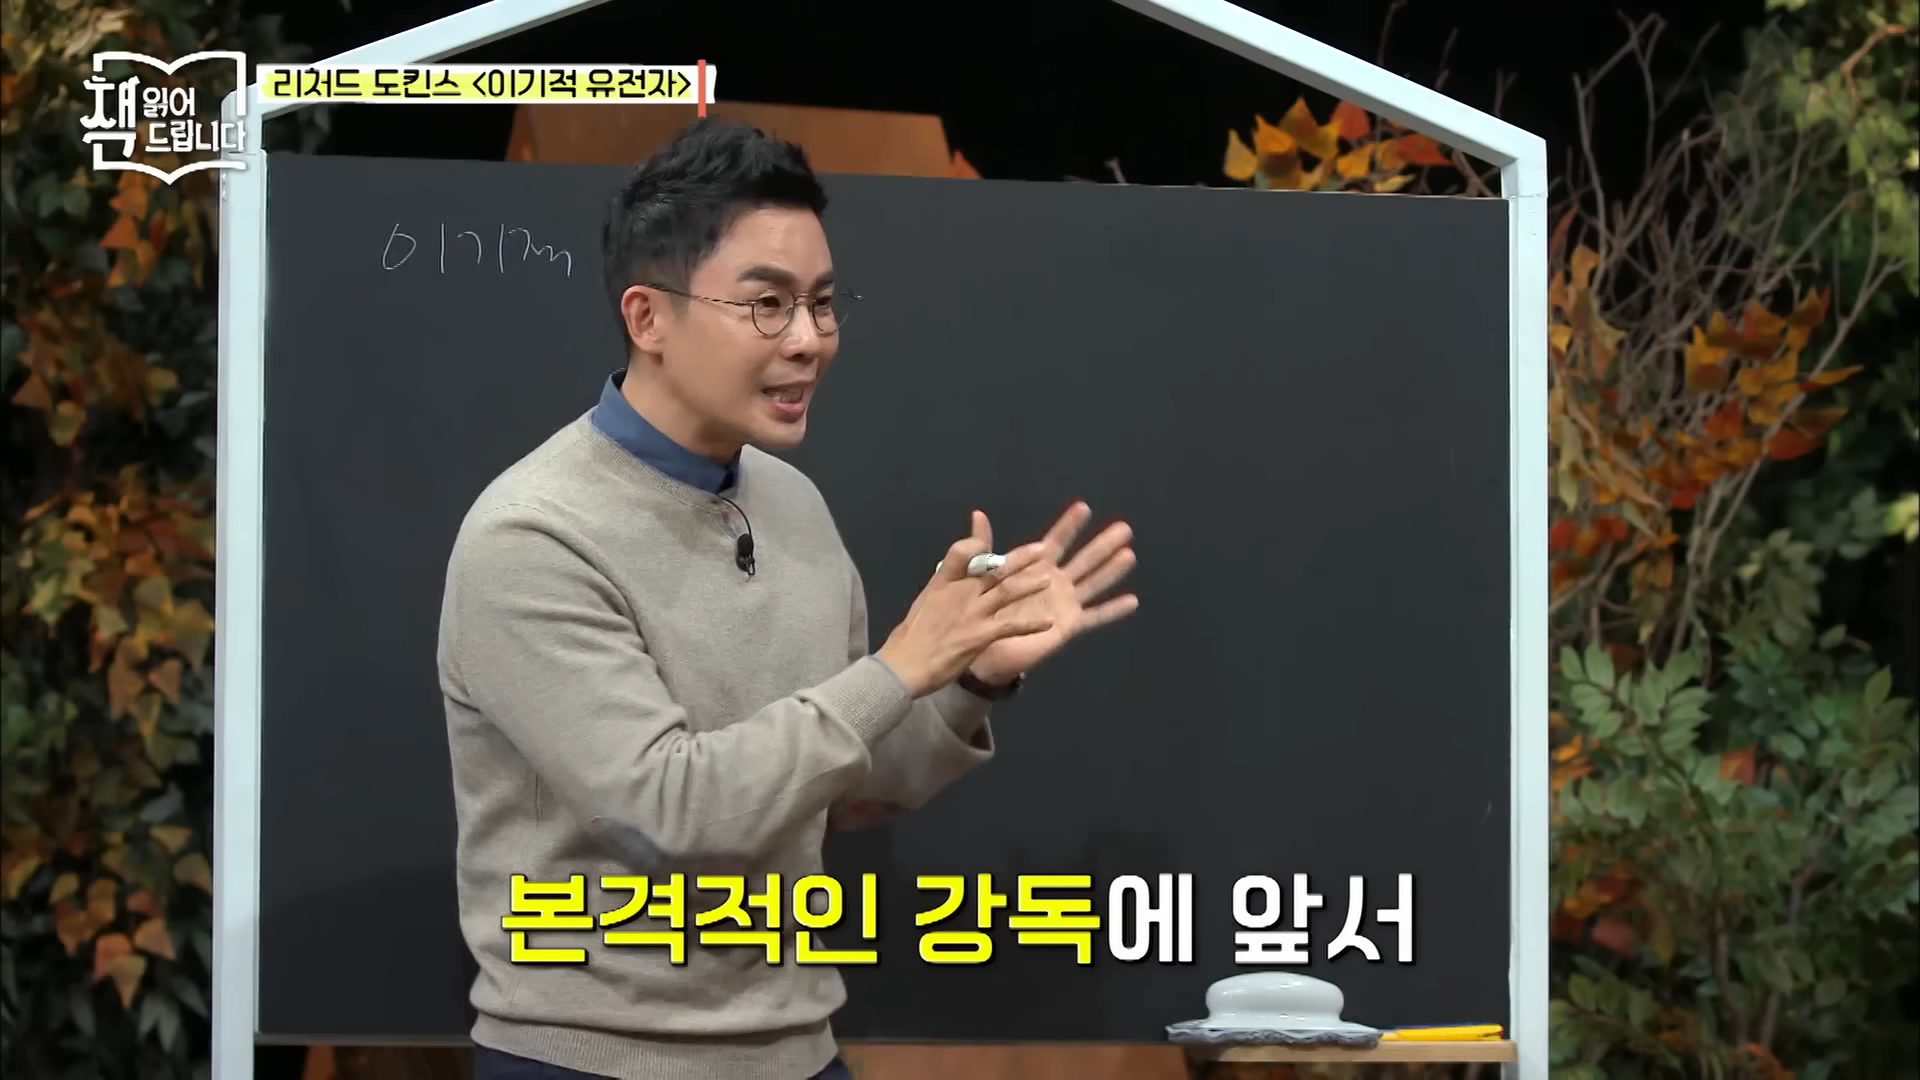 책 읽어
드립니다
리처드 도킨스 <이기적 유전자>
이기적
본격적인 강독에 앞서